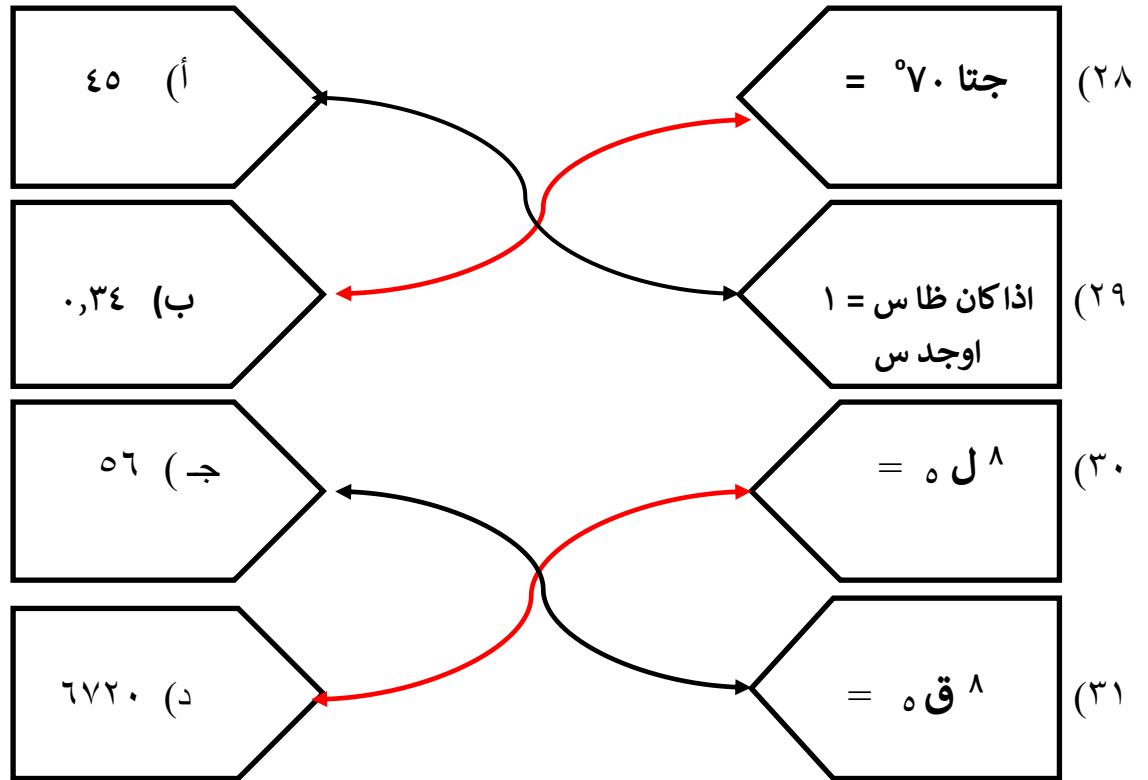 ٢٨) جتا ٧٠° =
أ) ٤٥
٢٩) اذا كان ظا س = ١
اوجد س
ب) ٠,٣٤
٣٠) ٨ ل ٥ =
جـ ) ٥٦
٣١) ٨ ق ٥ =
د) ٦٧٢٠